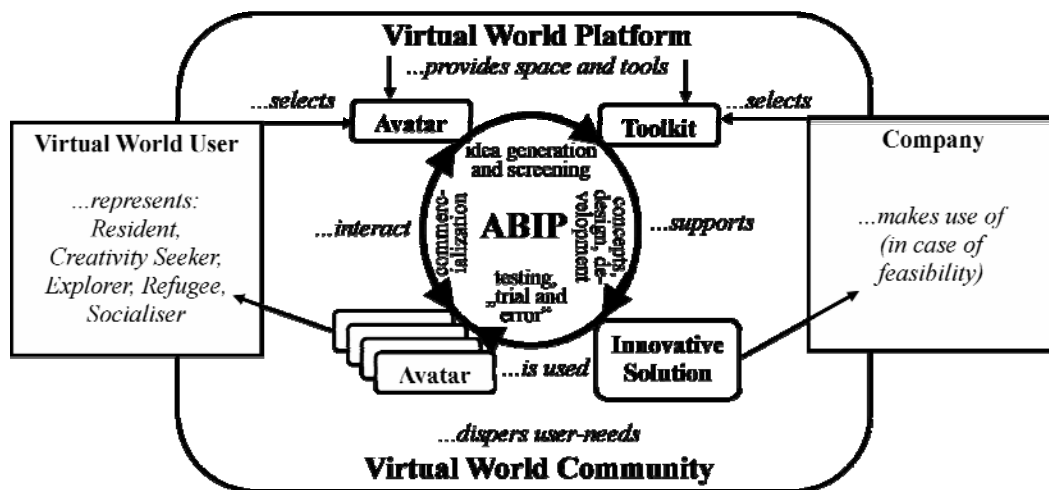 Virtual World Platform
...provides space and tools
...selects
...selects
Avatar
Toolkit
Virtual World User
...represents:
Resident,
Creativity Seeker,
Explorer, Refugee,
Socialiser
Company
...makes use of
(in case of
feasibility)
idea generation
and screening
...interact
commerc-
ialization
ABIP
concepts,
design, de-
velopment
...supports
testing,
„trial and
error“
Avatar
...is used
Innovative
Solution
...dispers user-needs
Virtual World Community